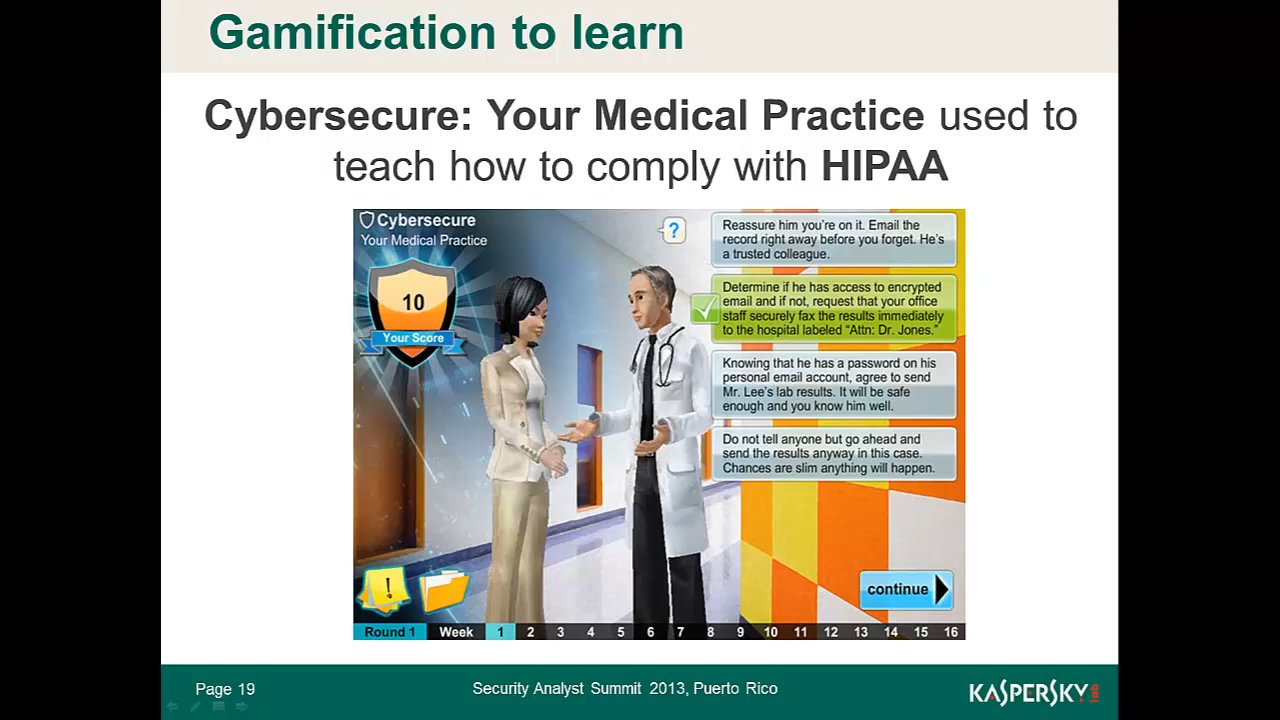 Gamification to learn
Cybersecure: Your Medical Practice used to
teach how to comply with HIPAA
Cybersecure
Your Medical Practice
10
Your Score
?
Reassure him you're on it. Email the
record right away before you forget. He's
a trusted colleague.
Determine if he has access to encrypted
email and if not, request that your office
staff securely fax the results immediately
to the hospital labeled "Attn: Dr. Jones."
Knowing that he has a password on his
personal email account, agree to send
Mr. Lee's lab results. It will be safe
enough and you know him well.
Do not tell anyone but go ahead and
send the results anyway in this case.
Chances are slim anything will happen.
!
continue
Round 1 Week 1 2 3 4 5 6 7 8 9 10 11 12 13 14 15 16
Page 19
Security Analyst Summit 2013, Puerto Rico
KASPERSKY lab